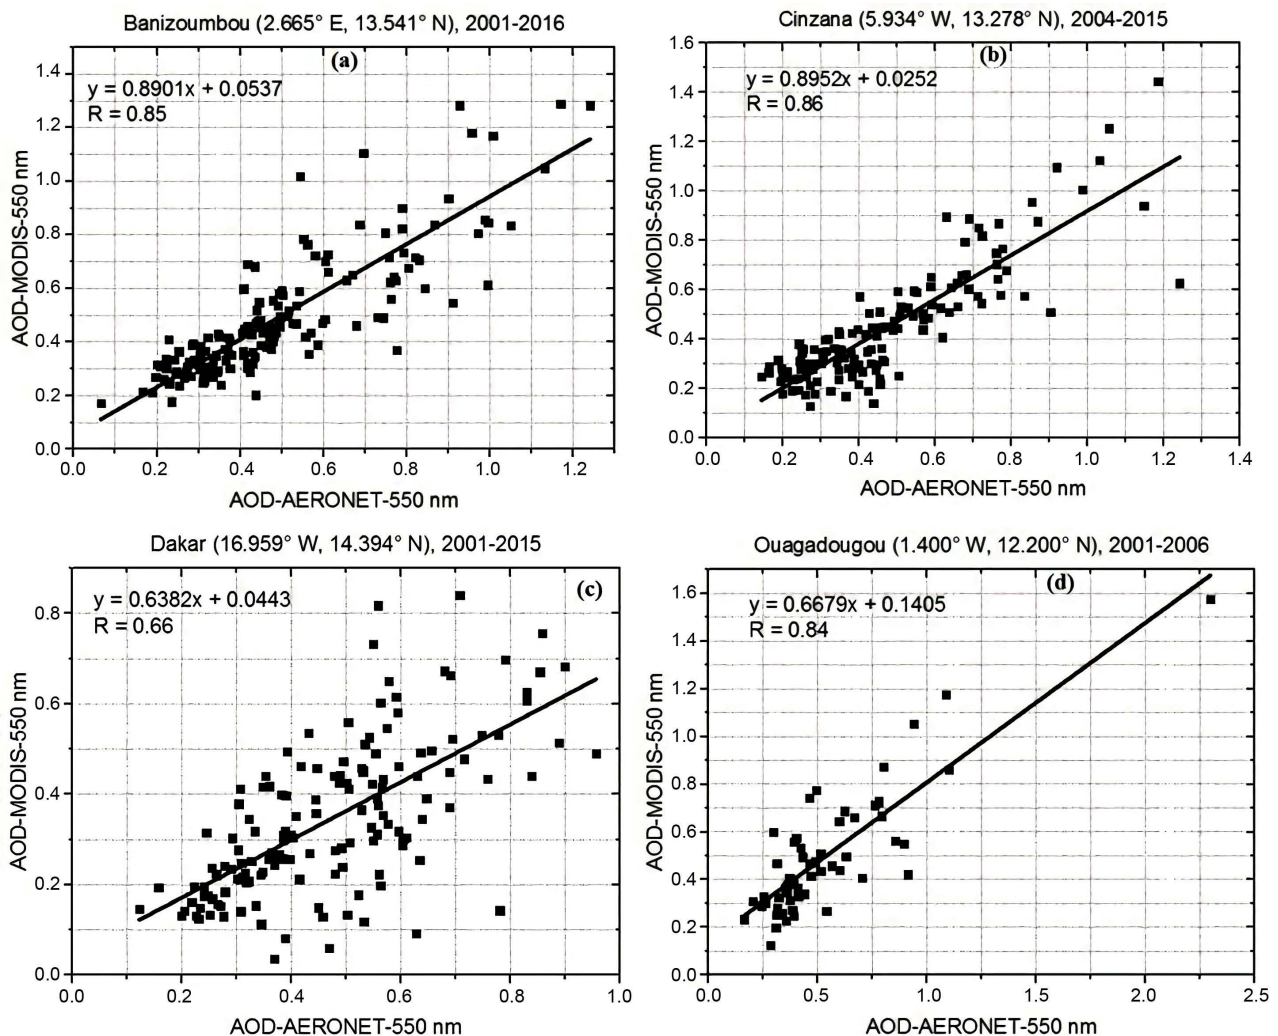 Banizoumbou (2.665° E, 13.541° N), 2001-2016
(a)
y = 0.8901x + 0.0537
R = 0.85
1.4
1.2
1.0
0.8
0.6
0.4
0.2
0.0
AOD-MODIS-550 nm
0.0 0.2 0.4 0.6 0.8 1.0 1.2
AOD-AERONET-550 nm
Cinzana (5.934° W, 13.278° N), 2004-2015
(b)
y = 0.8952x + 0.0252
R = 0.86
1.6
1.4
1.2
1.0
0.8
0.6
0.4
0.2
0.0
AOD-MODIS-550 nm
0.0 0.2 0.4 0.6 0.8 1.0 1.2 1.4
AOD-AERONET-550 nm
Dakar (16.959° W, 14.394° N), 2001-2015
(c)
y = 0.6382x + 0.0443
R = 0.66
0.8
0.6
0.4
0.2
0.0
AOD-MODIS-550 nm
0.0 0.2 0.4 0.6 0.8 1.0
AOD-AERONET-550 nm
Ouagadougou (1.400° W, 12.200° N), 2001-2006
(d)
y = 0.6679x + 0.1405
R = 0.84
1.6
1.4
1.2
1.0
0.8
0.6
0.4
0.2
0.0
AOD-MODIS-550 nm
0.0 0.5 1.0 1.5 2.0 2.5
AOD-AERONET-550 nm